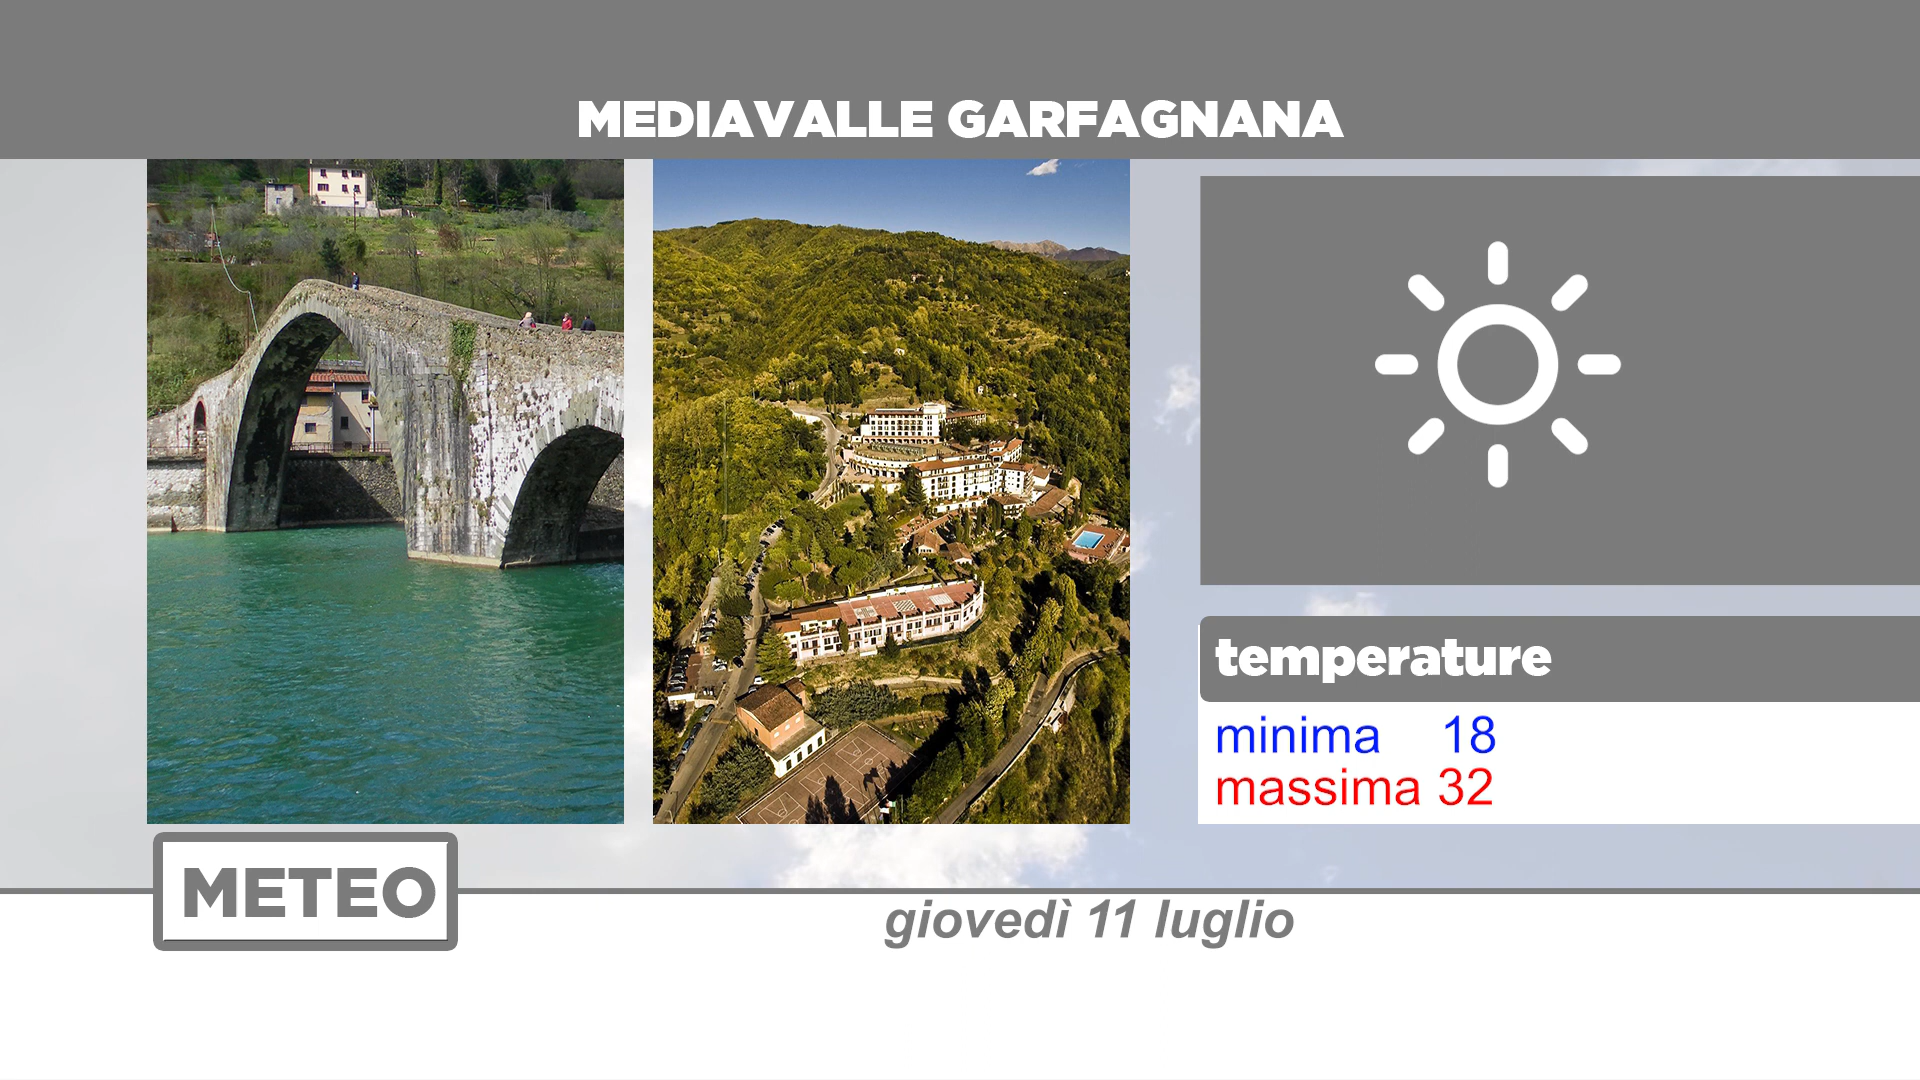 MEDIAVALLE GARFAGNANA
temperature
minima 18
massima 32
METEO
giovedì 11 luglio